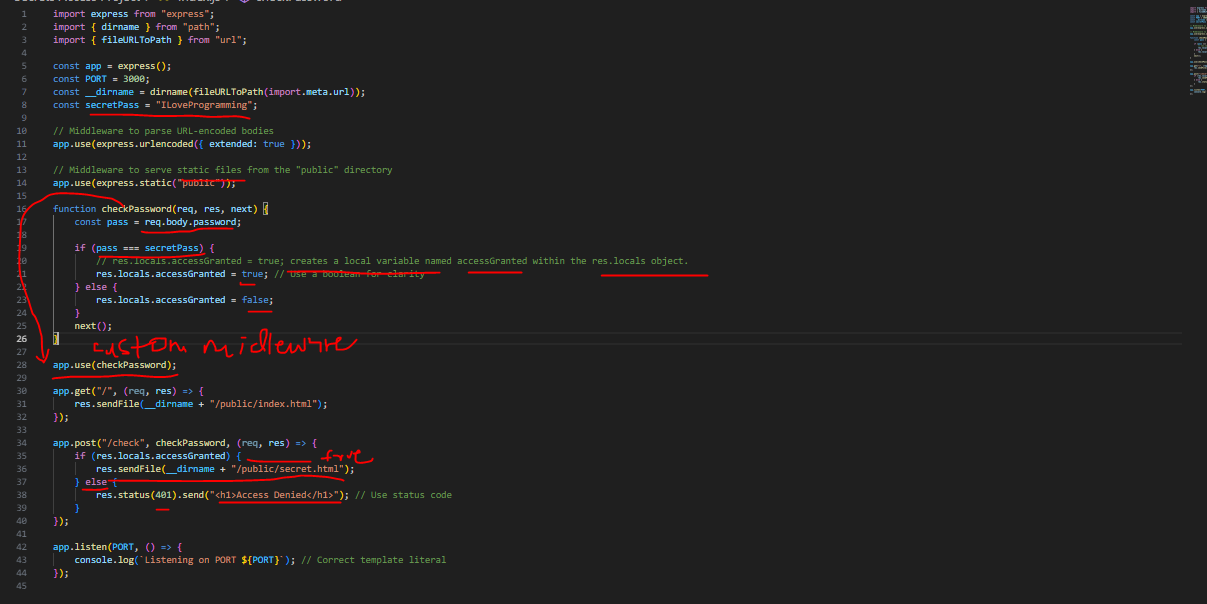 1 import express from "express";
2 import { dirname } from "path";
3 import { fileURLToPath } from "url";
4
5 const app = express();
6 const PORT = 3000;
7 const __dirname = dirname(fileURLToPath(import.meta.url));
8 const secretPass = "ILoveProgramming";
9
10 // Middleware to parse URL-encoded bodies
11 app.use(express.urlencoded({ extended: true }));
12
13 // Middleware to serve static files from the "public" directory
14 app.use(express.static("public"));
15
16 function checkPassword(req, res, next) {
17 const pass = req.body.password;
18
19 if (pass === secretPass) {
20 // res.locals.accessGranted = true; creates a local variable named accessGranted within the res.locals object.
21 res.locals.accessGranted = true; // Use a boolean for clarity
22 } else {
23 res.locals.accessGranted = false;
24 }
25 next();
26 }
custom midleware
27
28 app.use(checkPassword);
29
30 app.get("/", (req, res) => {
31 res.sendFile(__dirname + "/public/index.html");
32 });
33
34 app.post("/check", checkPassword, (req, res) => {
35 if (res.locals.accessGranted) { true
36 res.sendFile(__dirname + "/public/secret.html");
37 } else {
38 res.status(401).send("<h1>Access Denied</h1>"); // Use status code
39 }
40 });
41
42 app.listen(PORT, () => {
43 console.log(`Listening on PORT ${PORT}`); // Correct template literal
44 });
45